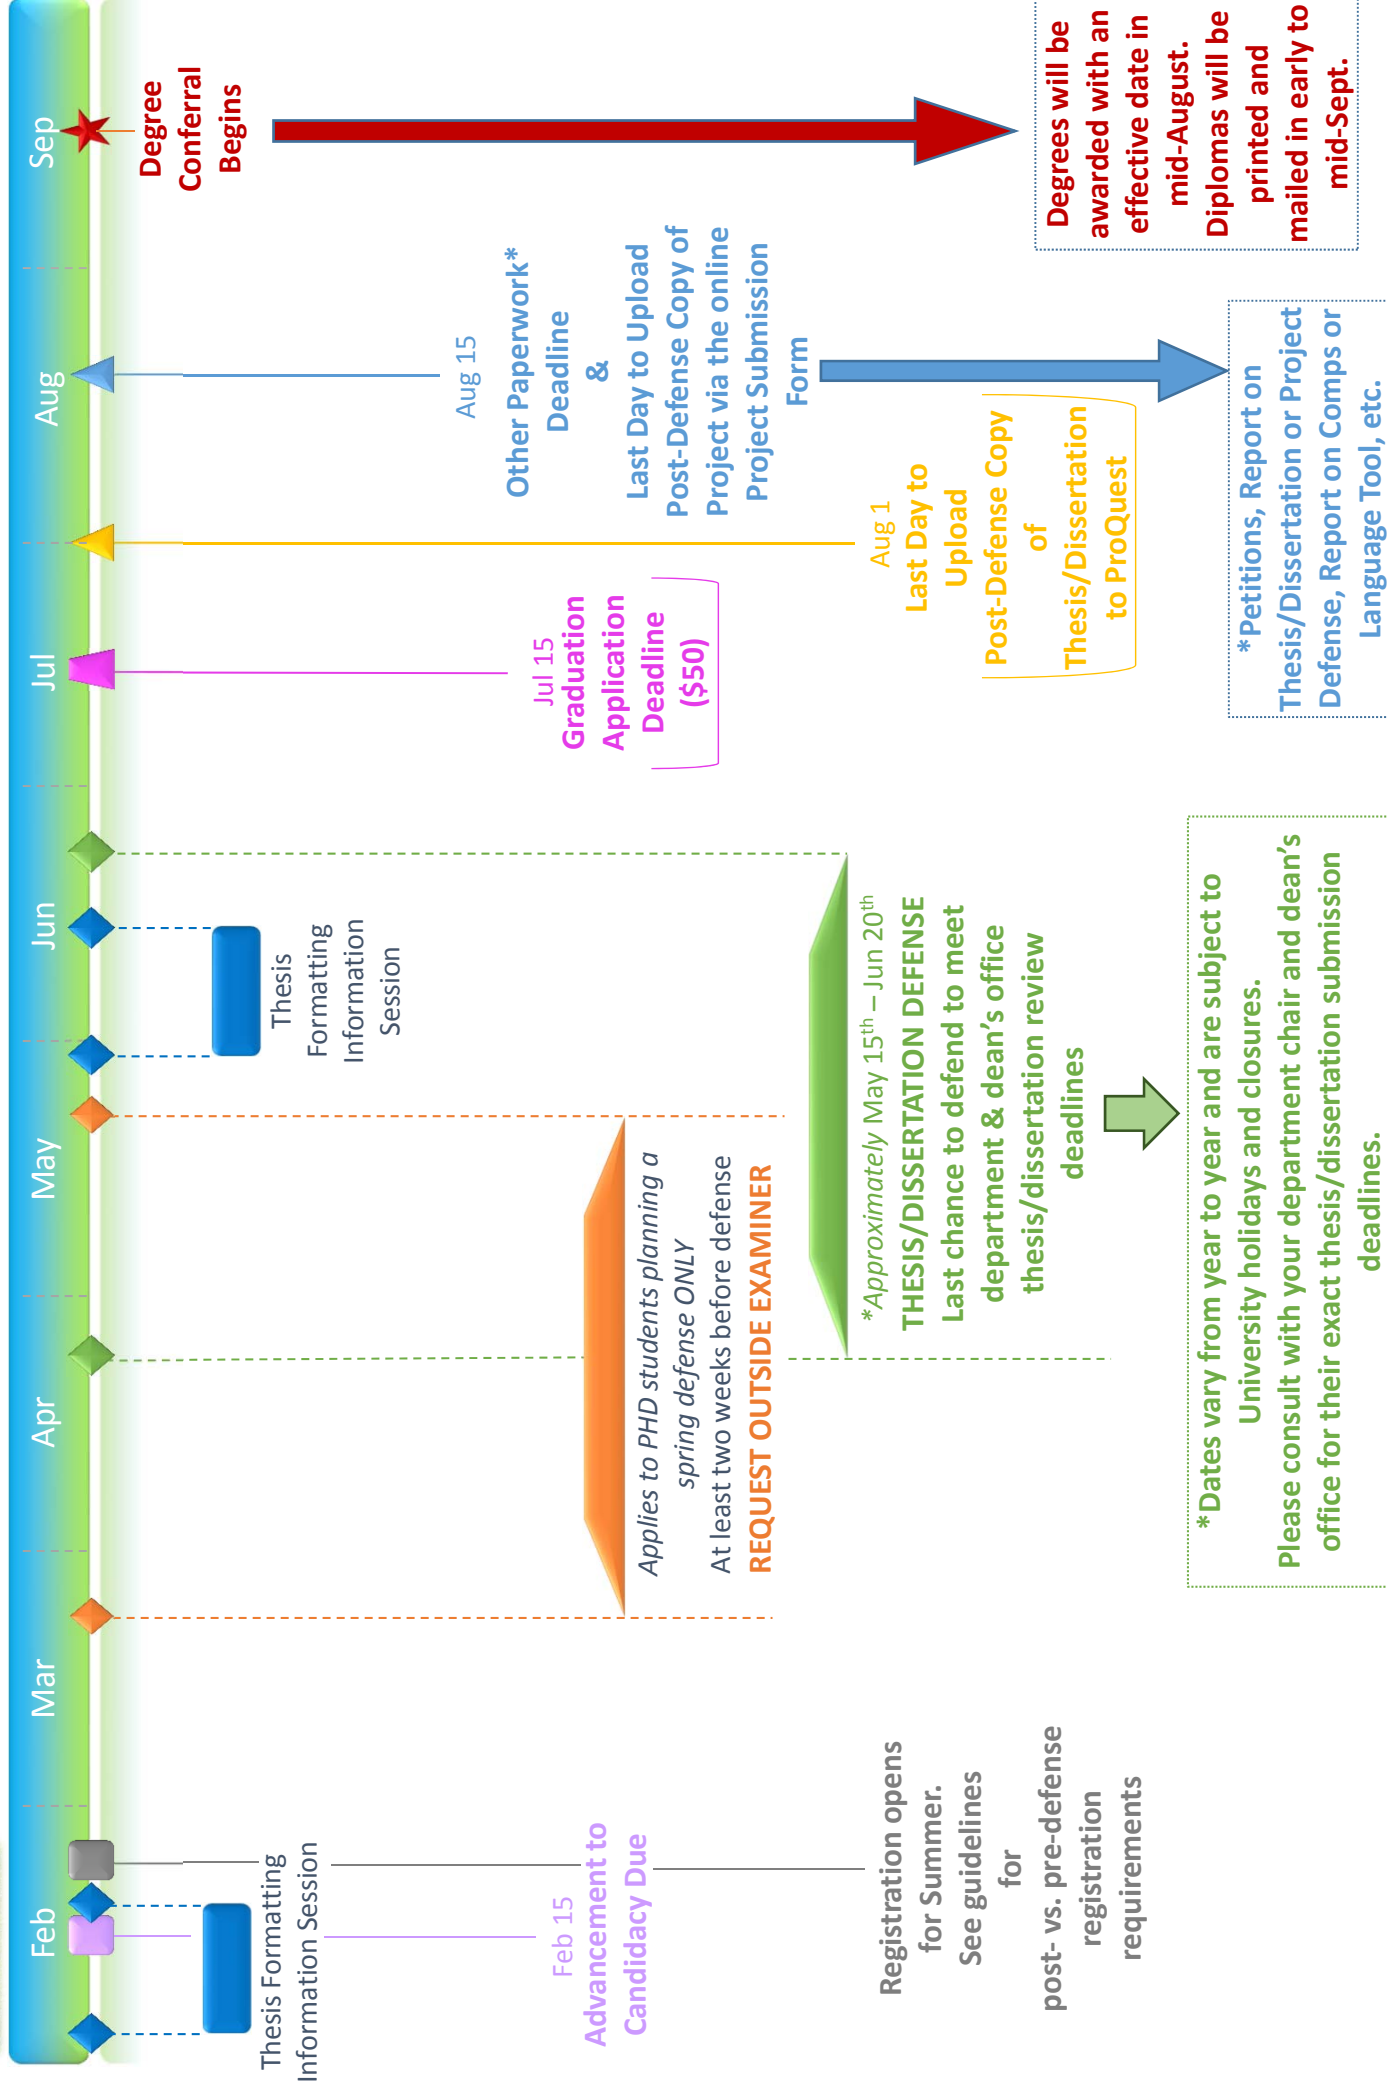 Feb
Mar
Apr
May
Jun
Jul
Aug
Sep
Thesis Formatting
Information Session
Feb 15
Advancement to
Candidacy Due
Registration opens
for Summer.
See guidelines
for
post- vs. pre-defense
registration
requirements
Applies to PHD students planning a
spring defense ONLY
At least two weeks before defense
REQUEST OUTSIDE EXAMINER
Thesis
Formatting
Information
Session
*Approximately May 15th – Jun 20th
THESIS/DISSERTATION DEFENSE
Last chance to defend to meet
department & dean's office
thesis/dissertation review
deadlines
*Dates vary from year to year and are subject to
University holidays and closures.
Please consult with your department chair and dean's
office for their exact thesis/dissertation submission
deadlines.
Jul 15
Graduation
Application
Deadline
($50)
Aug 1
Last Day to
Upload
Post-Defense Copy
of
Thesis/Dissertation
to ProQuest
Aug 15
Other Paperwork*
Deadline
&
Last Day to Upload
Post-Defense Copy of
Project via the online
Project Submission
Form
*Petitions, Report on
Thesis/Dissertation or Project
Defense, Report on Comps or
Language Tool, etc.
Degree
Conferral
Begins
Degrees will be
awarded with an
effective date in
mid-August.
Diplomas will be
printed and
mailed in early to
mid-Sept.